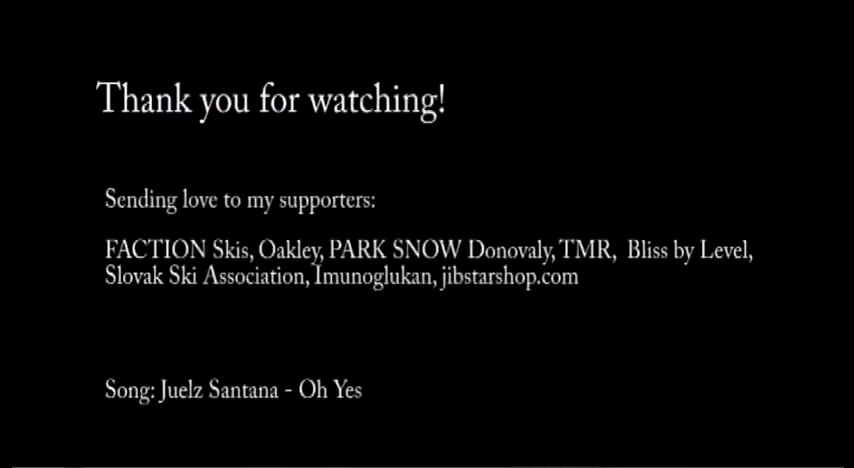 Thank you for watching!
Sending love to my supporters:
FACTION Skis, Oakley, PARK SNOW Donovaly, TMR, Bliss by Level,
Slovak Ski Association, Imunoglukan, jibstarshop.com
Song: Juelz Santana - Oh Yes